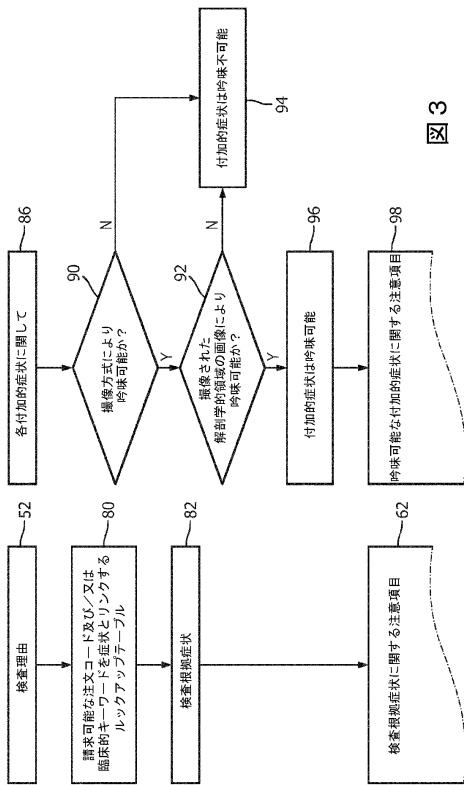 検査理由
52
請求可能な注文コード及び／又は
臨床的キーワードを症状とリンクする
ルックアップテーブル
80
検査根拠症状
82
検査根拠症状に関する注意項目
62
各付加的症状に関して
86
撮像方式により
吟味可能か？
90
N
Y
撮像された
解剖学的領域の画像により
吟味可能か？
92
N
Y
付加的症状は吟味不可能
94
付加的症状は吟味可能
96
吟味可能な付加的症状に関する注意項目
98
図３